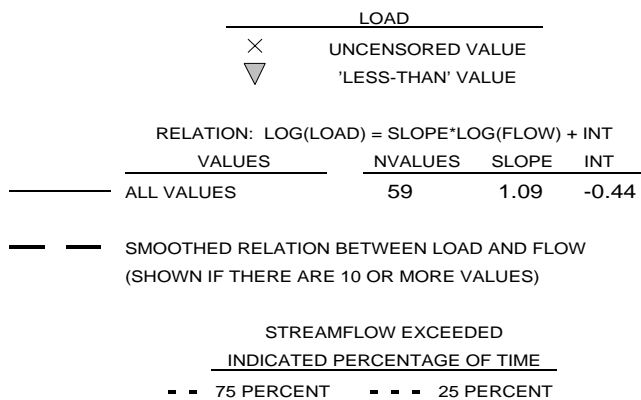 LOAD
UNCENSORED VALUE
'LESS-THAN' VALUE
RELATION: LOG(LOAD) = SLOPE*LOG(FLOW) + INT
VALUES NVALUES SLOPE INT
ALL VALUES 59 1.09 -0.44
SMOOTHED RELATION BETWEEN LOAD AND FLOW
(SHOWN IF THERE ARE 10 OR MORE VALUES)
STREAMFLOW EXCEEDED
INDICATED PERCENTAGE OF TIME
75 PERCENT 25 PERCENT